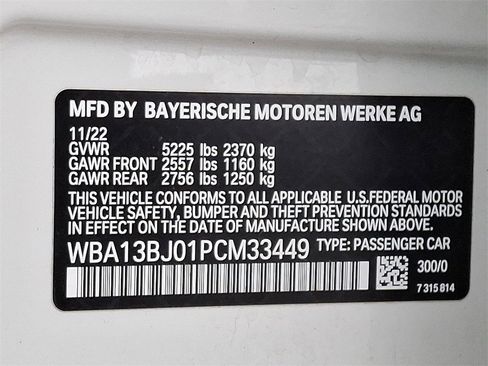 MFD BY BAYERISCHE MOTOREN WERKE AG
11/22
GVWR 5225 lbs 2370 kg
GAWR FRONT 2557 lbs 1160 kg
GAWR REAR 2756 lbs 1250 kg
THIS VEHICLE CONFORMS TO ALL APPLICABLE U.S.FEDERAL MOTOR
VEHICLE SAFETY, BUMPER AND THEFT PREVENTION STANDARDS
IN EFFECT ON THE DATE OF MANUFACTURE SHOWN ABOVE.
WBA13BJ01PCM33449 TYPE: PASSENGER CAR
300/0
7 315 814